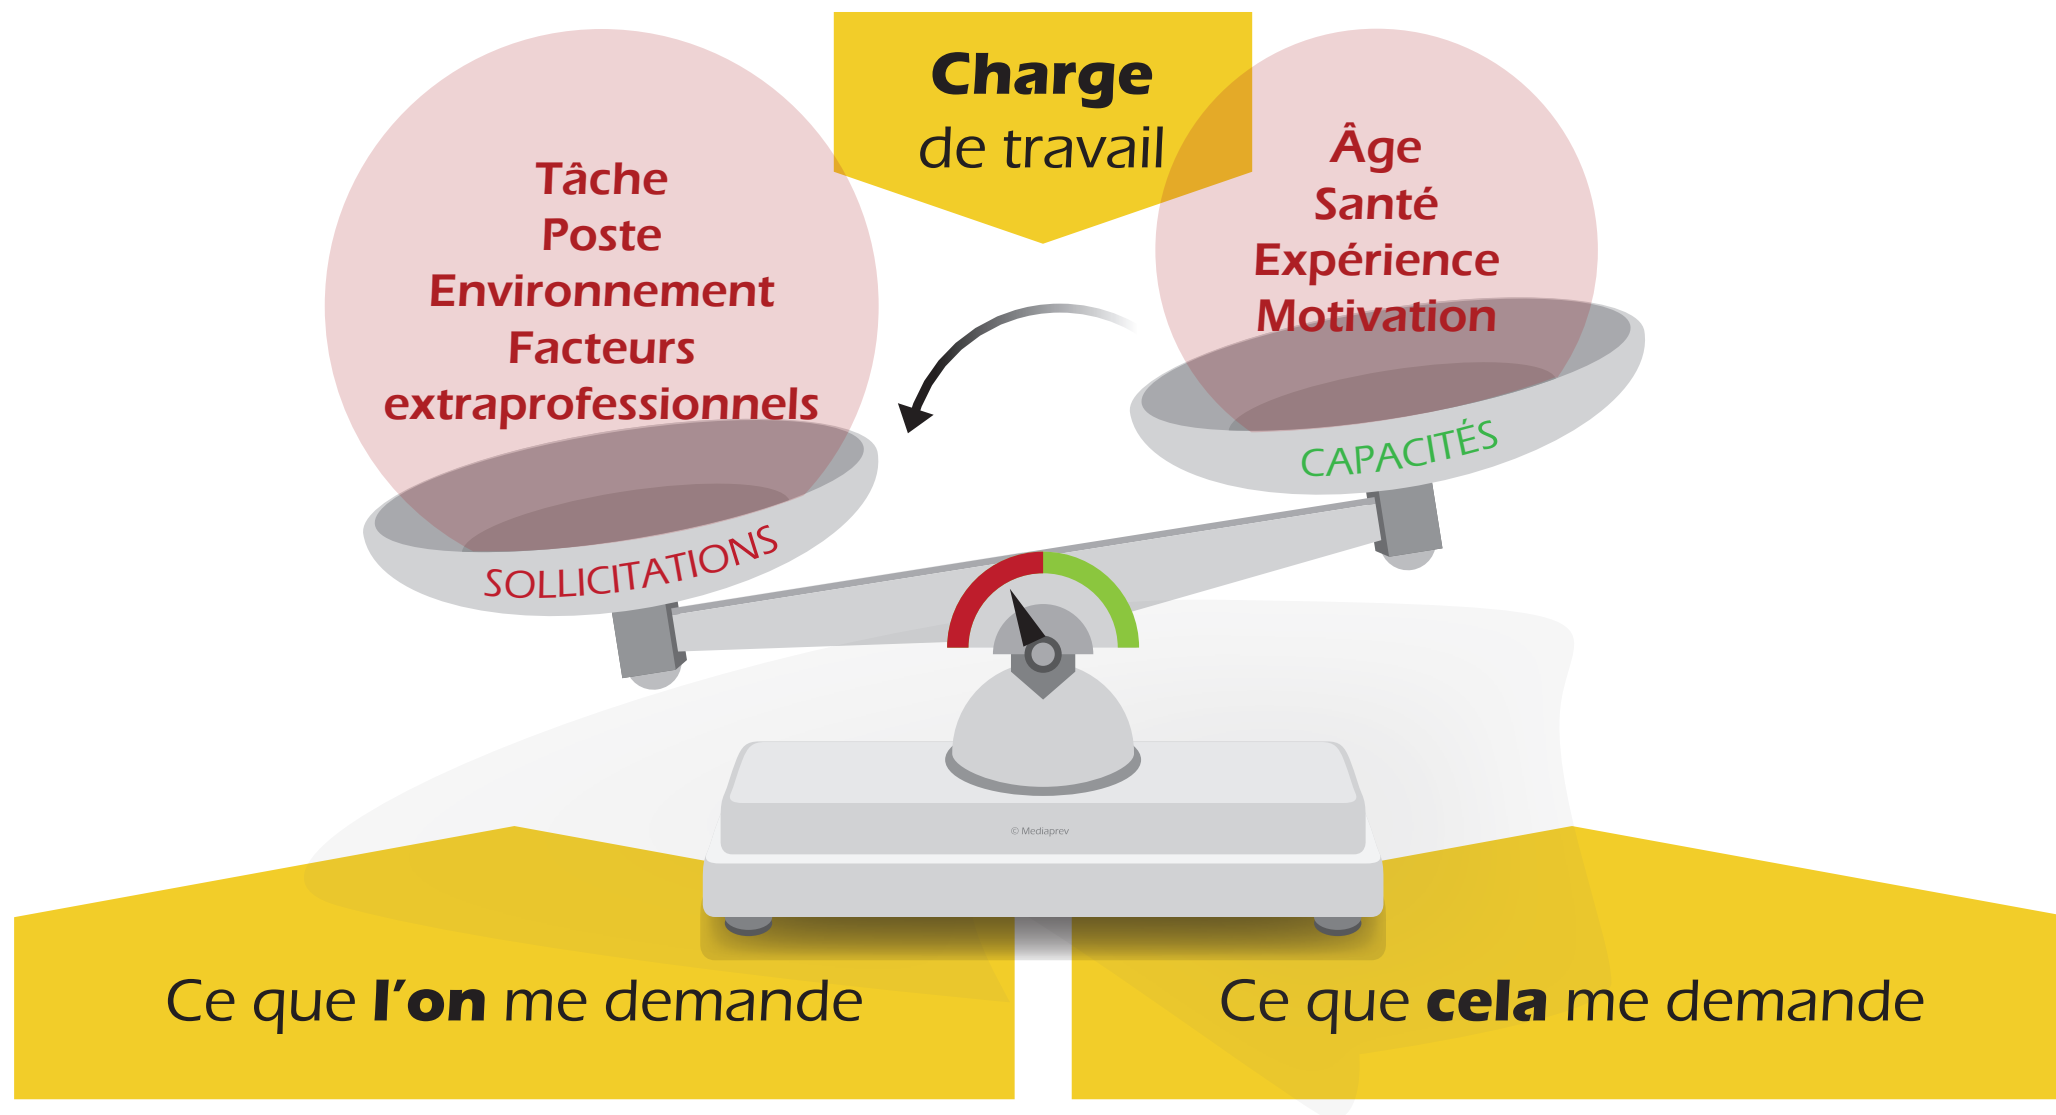 Charge
de travail
Tâche
Poste
Environnement
Facteurs
extraprofessionnels
SOLLICITATIONS
Âge
Santé
Expérience
Motivation
CAPACITÉS
© Mediaprev
Ce que l'on me demande
Ce que cela me demande